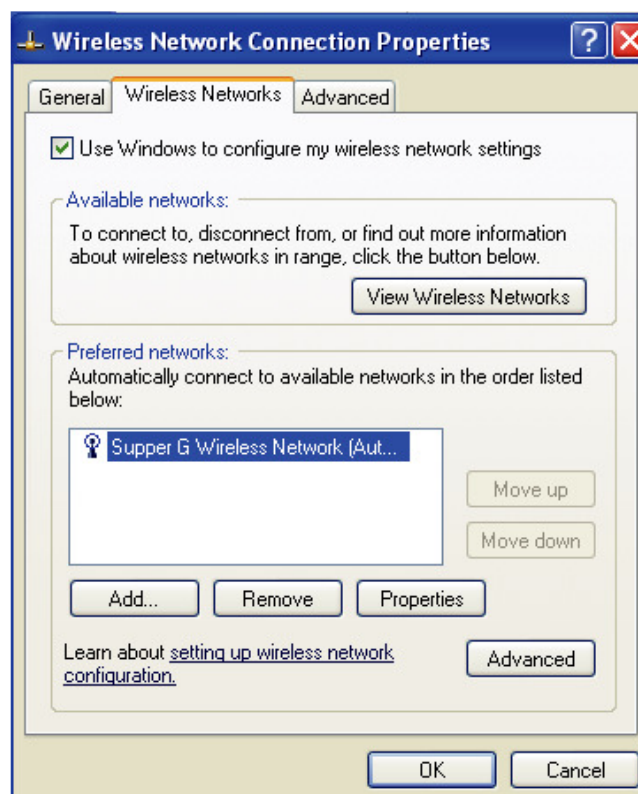 Wireless Network Connection Properties
General
Wireless Networks
Advanced
Use Windows to configure my wireless network settings
Available networks:
To connect to, disconnect from, or find out more information
about wireless networks in range, click the button below.
View Wireless Networks
Preferred networks:
Automatically connect to available networks in the order listed
below:
Supper G Wireless Network (Aut...
Move up
Move down
Add...
Remove
Properties
Learn about setting up wireless network
configuration.
Advanced
OK
Cancel